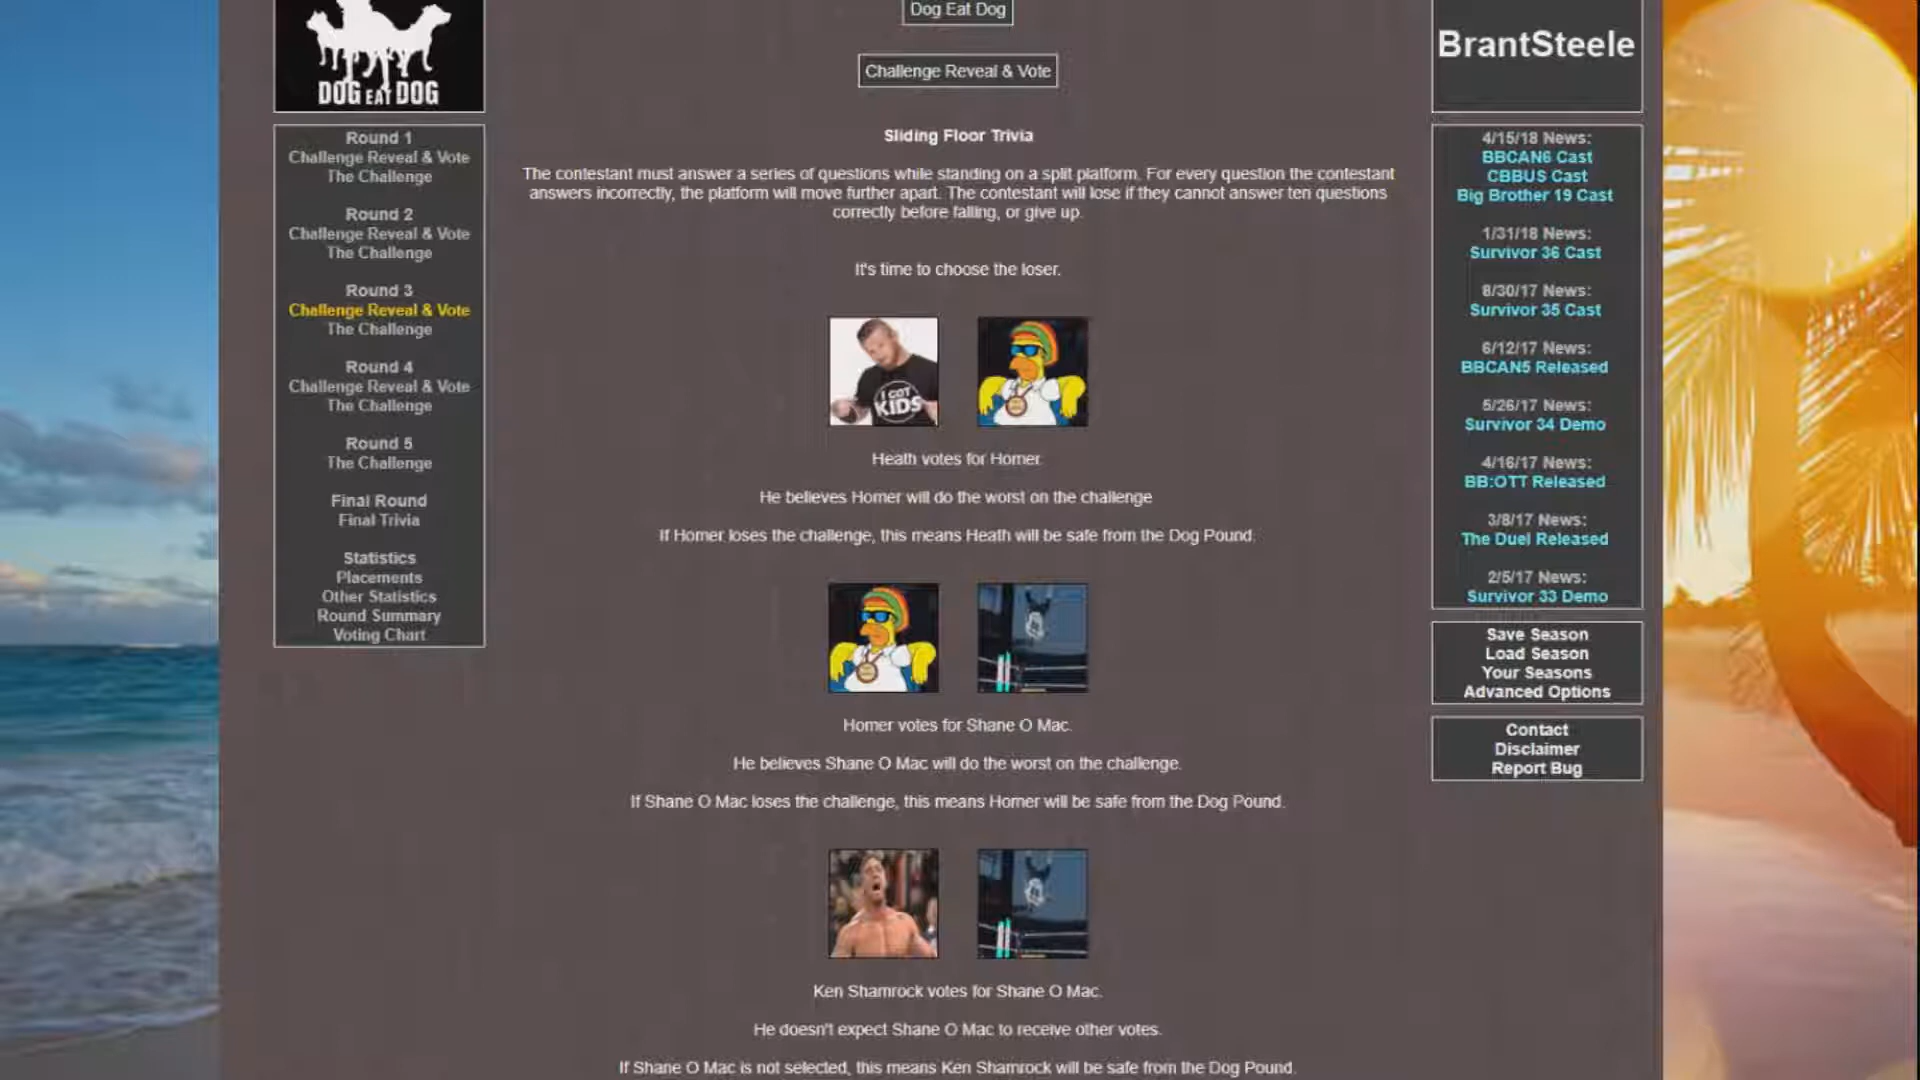 DOG EAT DOG
Round 1
Challenge Reveal & Vote
The Challenge
Round 2
Challenge Reveal & Vote
The Challenge
Round 3
Challenge Reveal & Vote
The Challenge
Round 4
Challenge Reveal & Vote
The Challenge
Round 5
The Challenge
Final Round
Final Trivia
Statistics
Placements
Other Statistics
Round Summary
Voting Chart
Dog Eat Dog
Challenge Reveal & Vote
Sliding Floor Trivia
The contestant must answer a series of questions while standing on a split platform. For every question the contestant
answers incorrectly, the platform will move further apart. The contestant will lose if they cannot answer ten questions
correctly before falling, or give up.
It's time to choose the loser.
I GOT
KIDS
Heath votes for Homer.
He believes Homer will do the worst on the challenge
If Homer loses the challenge, this means Heath will be safe from the Dog Pound.
Homer votes for Shane O Mac.
He believes Shane O Mac will do the worst on the challenge.
If Shane O Mac loses the challenge, this means Homer will be safe from the Dog Pound.
Ken Shamrock votes for Shane O Mac.
He doesn't expect Shane O Mac to receive other votes.
If Shane O Mac is not selected, this means Ken Shamrock will be safe from the Dog Pound.
BrantSteele
4/15/18 News:
BBCAN6 Cast
CBBUS Cast
Big Brother 19 Cast
1/31/18 News:
Survivor 36 Cast
8/30/17 News:
Survivor 35 Cast
6/12/17 News:
BBCAN5 Released
5/26/17 News:
Survivor 34 Demo
4/16/17 News:
BB:OTT Released
3/8/17 News:
The Duel Released
2/5/17 News:
Survivor 33 Demo
Save Season
Load Season
Your Seasons
Advanced Options
Contact
Disclaimer
Report Bug